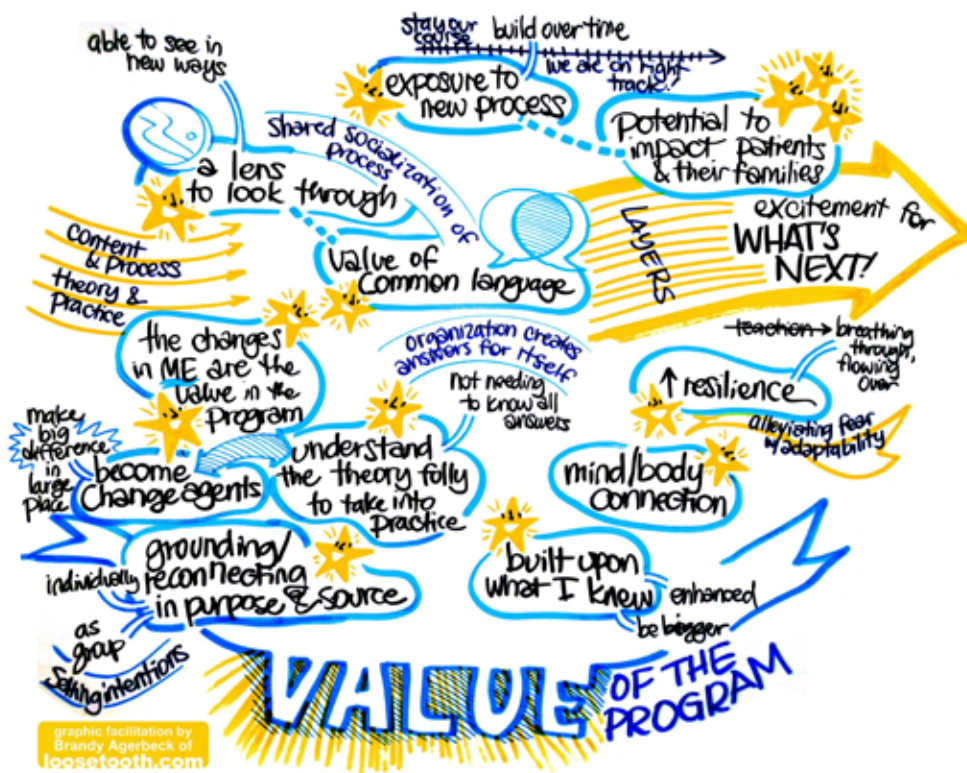 able to see in
new ways
a lens
to look through
shared socialization of
process
stay our
course
build over time
we are on right
track!
exposure to
new process
potential to
impact patients
& their families
content
& process
theory &
Practice
value of
common language
LAYERS
excitement for
WHAT'S
NEXT!
the changes
in ME are the
value in the
program
organization creates
answers for itself
not needing
to know all
answers
reaction → breathing
through,
flowing
over
↑ resilience
alleviating fear
w/adaptability
make
big
difference
in
large
place
become
change agents
understand
the theory fully
to take into
practice
mind/body
connection
grounding/
reconnecting
in purpose & source
individually
as
group
setting intentions
built upon
what I knew
enhanced
be bigger
VALUE
OF THE
PROGRAM
graphic facilitation by
Brandy Agerbeck of
loosetooth.com